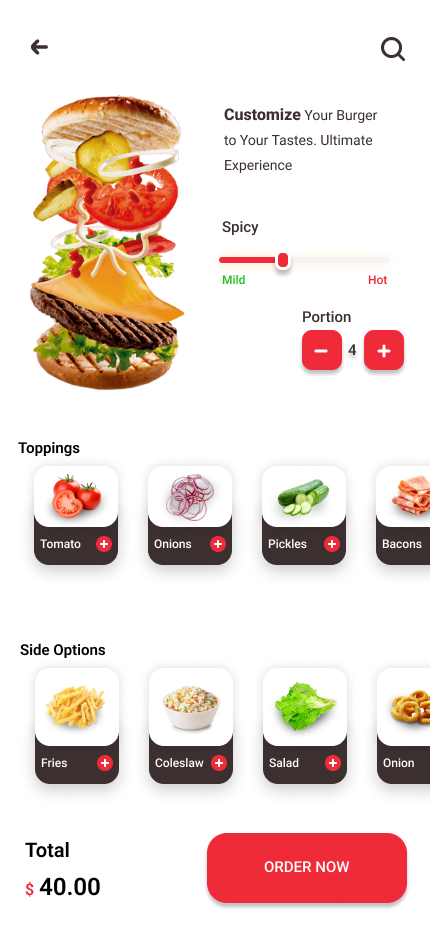 Customize Your Burger
to Your Tastes. Ultimate
Experience
Spicy
Mild Hot
Portion
4
Toppings
Tomato Onions Pickles Bacons
Side Options
Fries Coleslaw Salad Onion
Total
$ 40.00
ORDER NOW